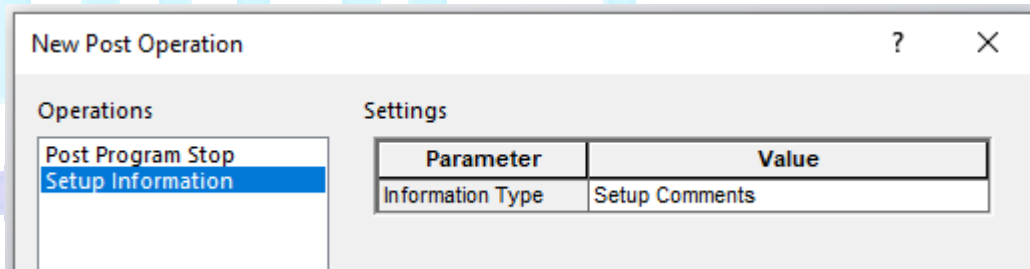 New Post Operation ?
Operations
Settings
Post Program Stop
Setup Information
Parameter Value
Information Type Setup Comments